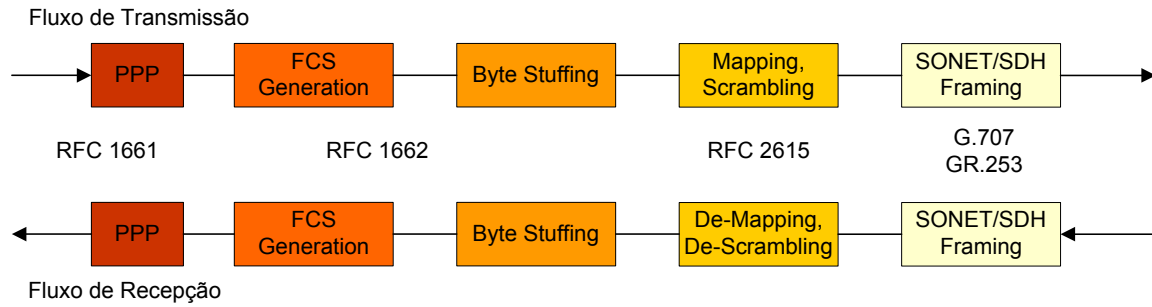 Fluxo de Transmissão
PPP
FCS
Generation
Byte Stuffing
Mapping,
Scrambling
SONET/SDH
Framing
RFC 1661
RFC 1662
RFC 2615
G.707
GR.253
PPP
FCS
Generation
Byte Stuffing
De-Mapping,
De-Scrambling
SONET/SDH
Framing
Fluxo de Recepção